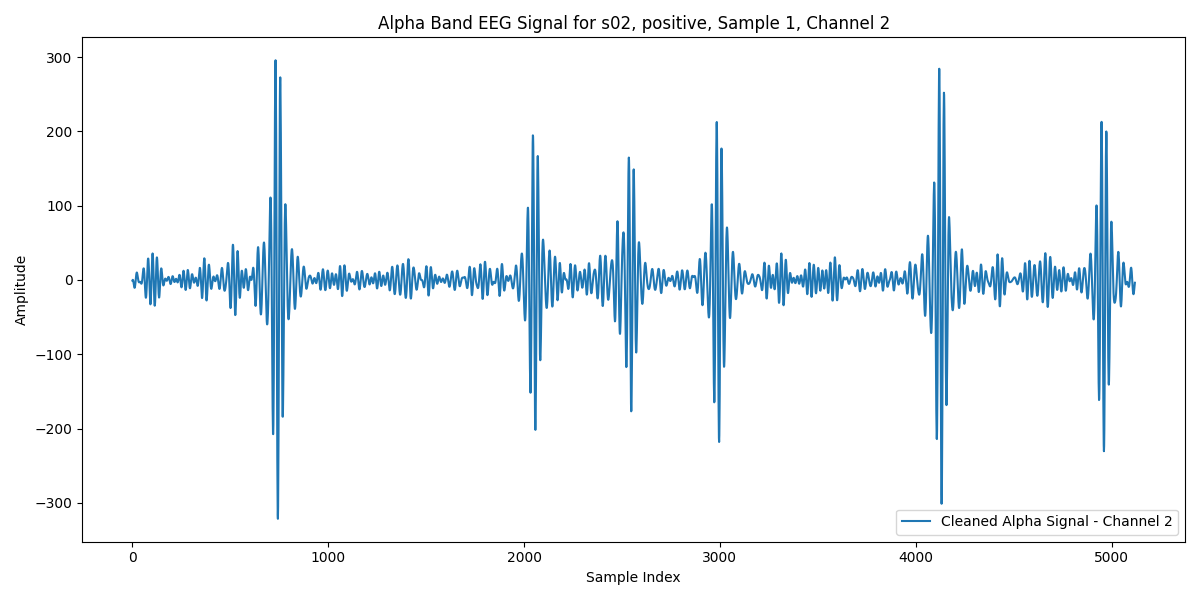 Alpha Band EEG Signal for s02, positive, Sample 1, Channel 2
300
200
100
0
−100
−200
−300
Amplitude
0 1000 2000 3000 4000 5000
Sample Index
Cleaned Alpha Signal - Channel 2